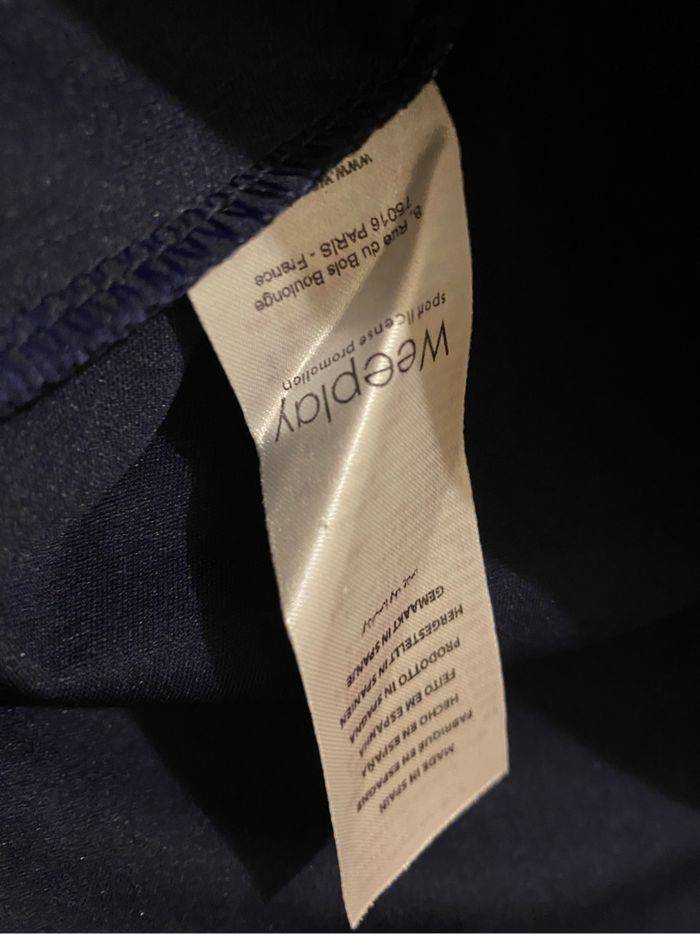 MADE IN SPAIN
FABRIQUÉ EN ESPAGNE
HECHO EN ESPAÑA
FEITO EM ESPANHA
PRODOTTO IN SPAGNA
HERGESTELLT IN SPANIEN
GEMAAKT IN SPANJE
Weeplay
sport license promotion
8, Rue du Bois Boulonge
75016 PARIS - France